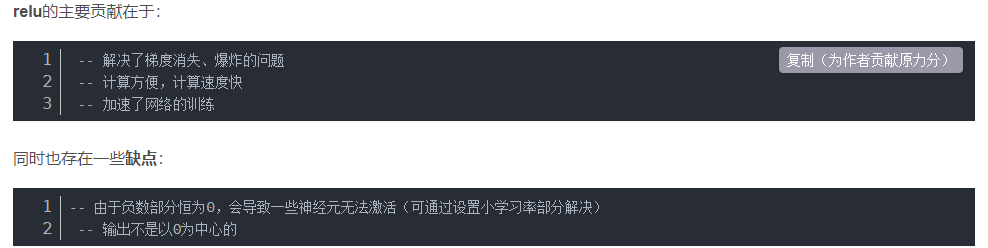 relu的主要贡献在于：
1 -- 解决了梯度消失、爆炸的问题
复制（为作者贡献原力分）
2 -- 计算方便，计算速度快
3 -- 加速了网络的训练
同时也存在一些缺点：
1 -- 由于负数部分恒为0，会导致一些神经元无法激活（可通过设置小学习率部分解决）
2 -- 输出不是以0为中心的